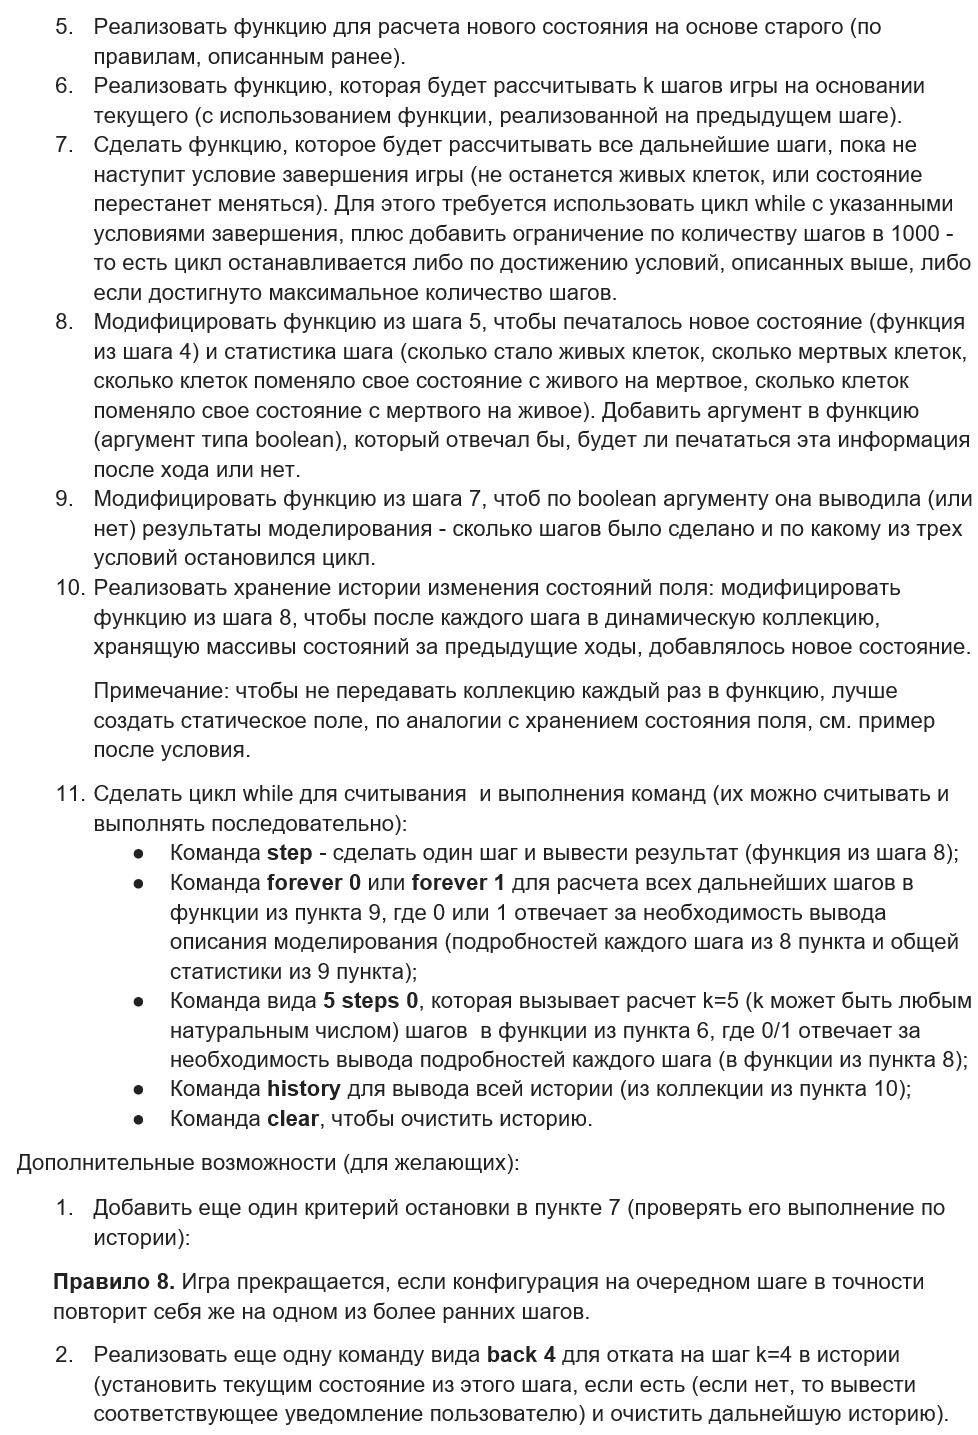 5. Реализовать функцию для расчета нового состояния на основе старого (по
правилам, описанным ранее).
6. Реализовать функцию, которая будет рассчитывать k шагов игры на основании
текущего (с использованием функции, реализованной на предыдущем шаге).
7. Сделать функцию, которое будет рассчитывать все дальнейшие шаги, пока не
наступит условие завершения игры (не останется живых клеток, или состояние
перестанет меняться). Для этого требуется использовать цикл while с указанными
условиями завершения, плюс добавить ограничение по количеству шагов в 1000 -
то есть цикл останавливается либо по достижению условий, описанных выше, либо
если достигнуто максимальное количество шагов.
8. Модифицировать функцию из шага 5, чтобы печаталось новое состояние (функция
из шага 4) и статистика шага (сколько стало живых клеток, сколько мертвых клеток,
сколько клеток поменяло свое состояние с живого на мертвое, сколько клеток
поменяло свое состояние с мертвого на живое). Добавить аргумент в функцию
(аргумент типа boolean), который отвечал бы, будет ли печататься эта информация
после хода или нет.
9. Модифицировать функцию из шага 7, чтоб по boolean аргументу она выводила (или
нет) результаты моделирования - сколько шагов было сделано и по какому из трех
условий остановился цикл.
10. Реализовать хранение истории изменения состояний поля: модифицировать
функцию из шага 8, чтобы после каждого шага в динамическую коллекцию,
хранящую массивы состояний за предыдущие ходы, добавлялось новое состояние.
Примечание: чтобы не передавать коллекцию каждый раз в функцию, лучше
создать статическое поле, по аналогии с хранением состояния поля, см. пример
после условия.
11. Сделать цикл while для считывания  и выполнения команд (их можно считывать и
выполнять последовательно):
● Команда step - сделать один шаг и вывести результат (функция из шага 8);
● Команда forever 0 или forever 1 для расчета всех дальнейших шагов в
функции из пункта 9, где 0 или 1 отвечает за необходимость вывода
описания моделирования (подробностей каждого шага из 8 пункта и общей
статистики из 9 пункта);
● Команда вида 5 steps 0, которая вызывает расчет k=5 (k может быть любым
натуральным числом) шагов  в функции из пункта 6, где 0/1 отвечает за
необходимость вывода подробностей каждого шага (в функции из пункта 8);
● Команда history для вывода всей истории (из коллекции из пункта 10);
● Команда clear, чтобы очистить историю.
Дополнительные возможности (для желающих):
1. Добавить еще один критерий остановки в пункте 7 (проверять его выполнение по
истории):
Правило 8. Игра прекращается, если конфигурация на очередном шаге в точности
повторит себя же на одном из более ранних шагов.
2. Реализовать еще одну команду вида back 4 для отката на шаг k=4 в истории
(установить текущим состояние из этого шага, если есть (если нет, то вывести
соответствующее уведомление пользователю) и очистить дальнейшую историю).